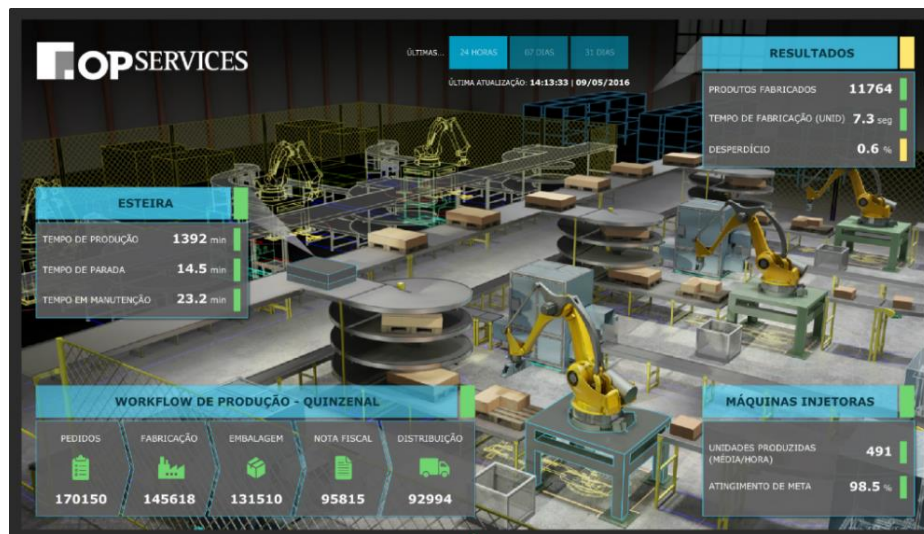 OPSERVICES
ÚLTIMAS... 24 HORAS 07 DIAS 31 DIAS
ÚLTIMA ATUALIZAÇÃO: 14:13:33 | 09/05/2016
RESULTADOS
PRODUTOS FABRICADOS 11764
TEMPO DE FABRICAÇÃO (UNID) 7.3 seg
DESPERDÍCIO 0.6 %
ESTEIRA
TEMPO DE PRODUÇÃO 1392 min
TEMPO DE PARADA 14.5 min
TEMPO EM MANUTENÇÃO 23.2 min
WORKFLOW DE PRODUÇÃO - QUINZENAL
PEDIDOS FABRICAÇÃO EMBALAGEM NOTA FISCAL DISTRIBUIÇÃO
170150 145618 131510 95815 92994
MÁQUINAS INJETORAS
UNIDADES PRODUZIDAS
(MÉDIA/HORA) 491
ATINGIMENTO DE META 98.5 %